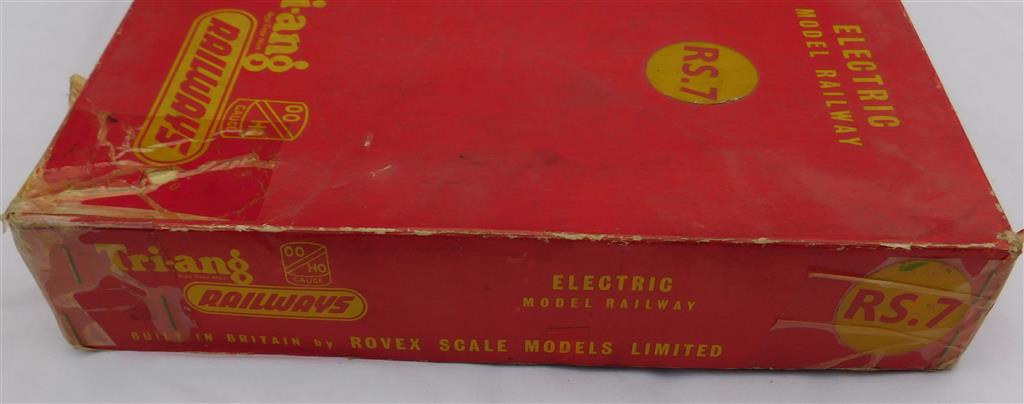 Tri-ang
RAILWAYS
OO
HO
GAUGE
RS.7
ELECTRIC
MODEL RAILWAY
Tri-ang
RAILWAYS
OO
HO
GAUGE
ELECTRIC
MODEL RAILWAY
RS.7
BUILT IN BRITAIN by ROVEX SCALE MODELS LIMITED